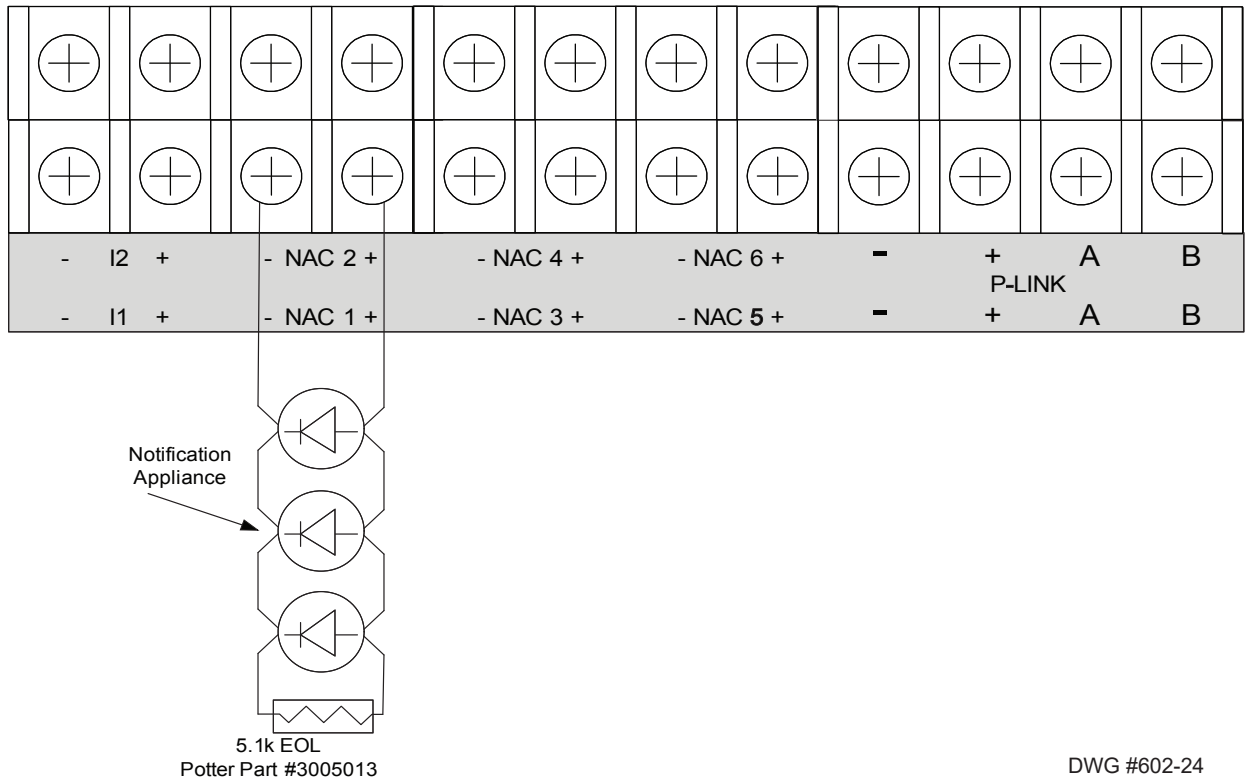 - I2 + - NAC 2 + - NAC 4 + - NAC 6 + - + A B
P-LINK
- I1 + - NAC 1 + - NAC 3 + - NAC 5 + - + A B
Notification
Appliance
5.1k EOL
Potter Part #3005013
DWG #602-24